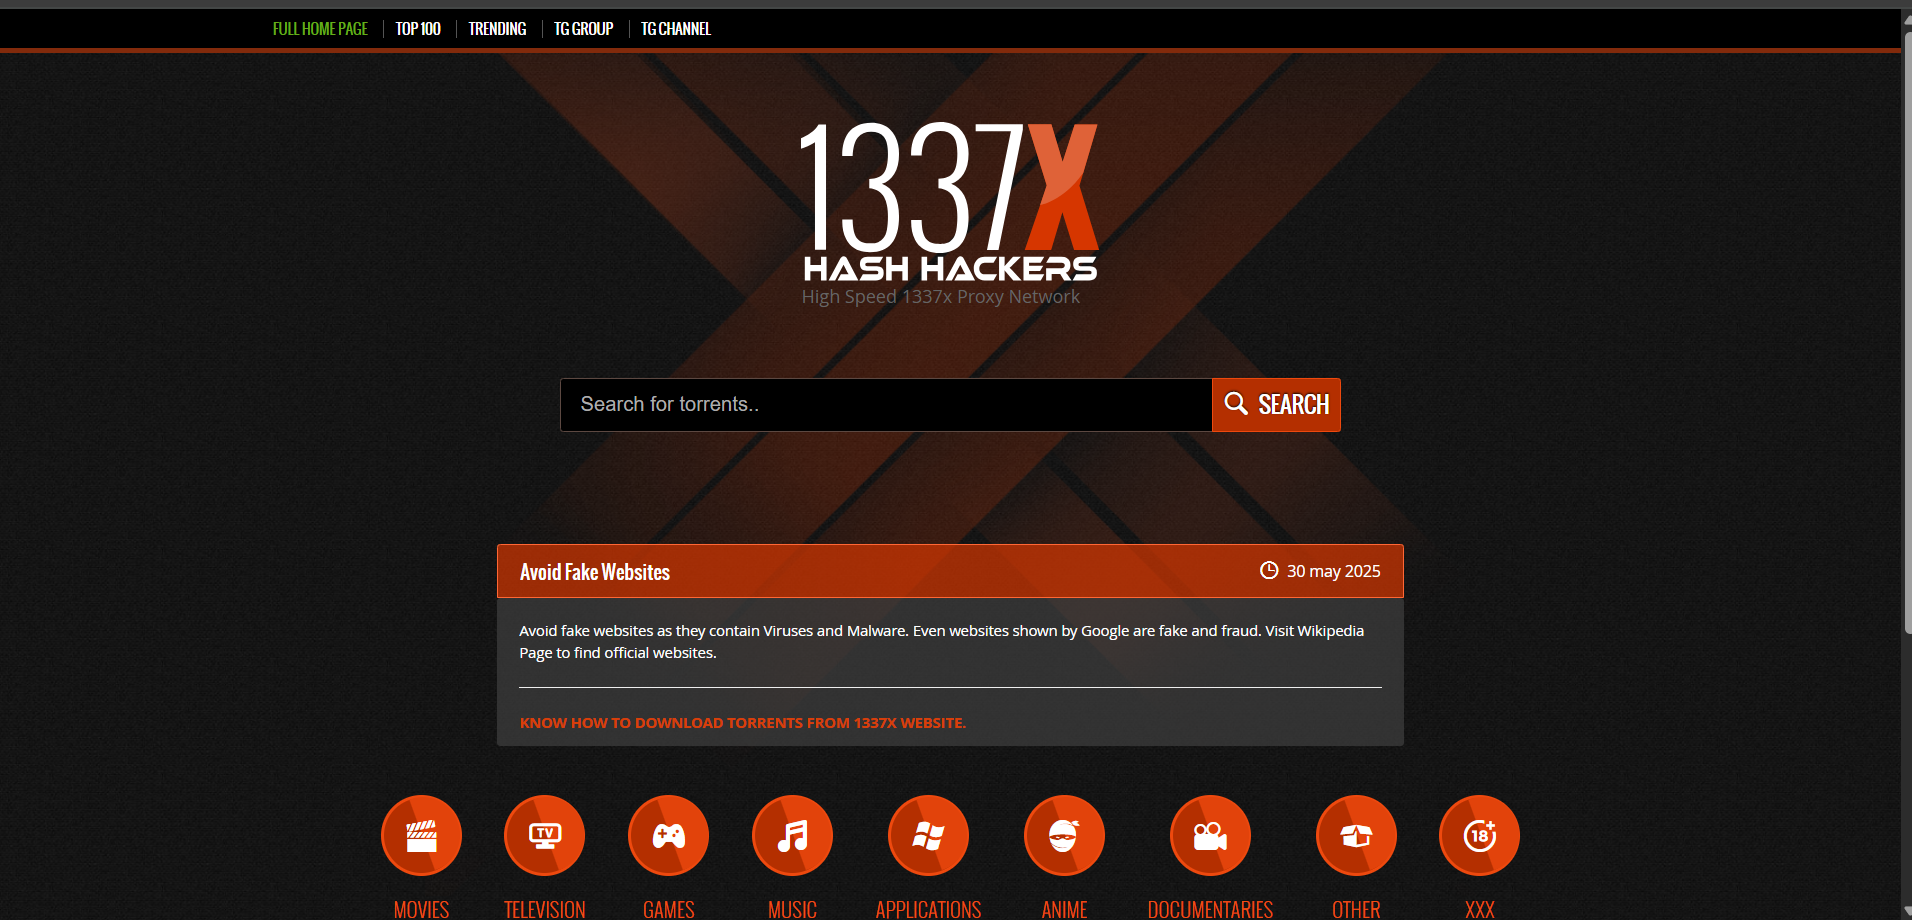 FULL HOME PAGE
TOP 100
TRENDING
TG GROUP
TG CHANNEL
1337X
HASH HACKERS
High Speed 1337x Proxy Network
Search for torrents..
SEARCH
Avoid Fake Websites
30 may 2025
Avoid fake websites as they contain Viruses and Malware. Even websites shown by Google are fake and fraud. Visit Wikipedia
Page to find official websites.
KNOW HOW TO DOWNLOAD TORRENTS FROM 1337X WEBSITE.
TV
18+
MOVIES
TELEVISION
GAMES
MUSIC
APPLICATIONS
ANIME
DOCUMENTARIES
OTHER
XXX